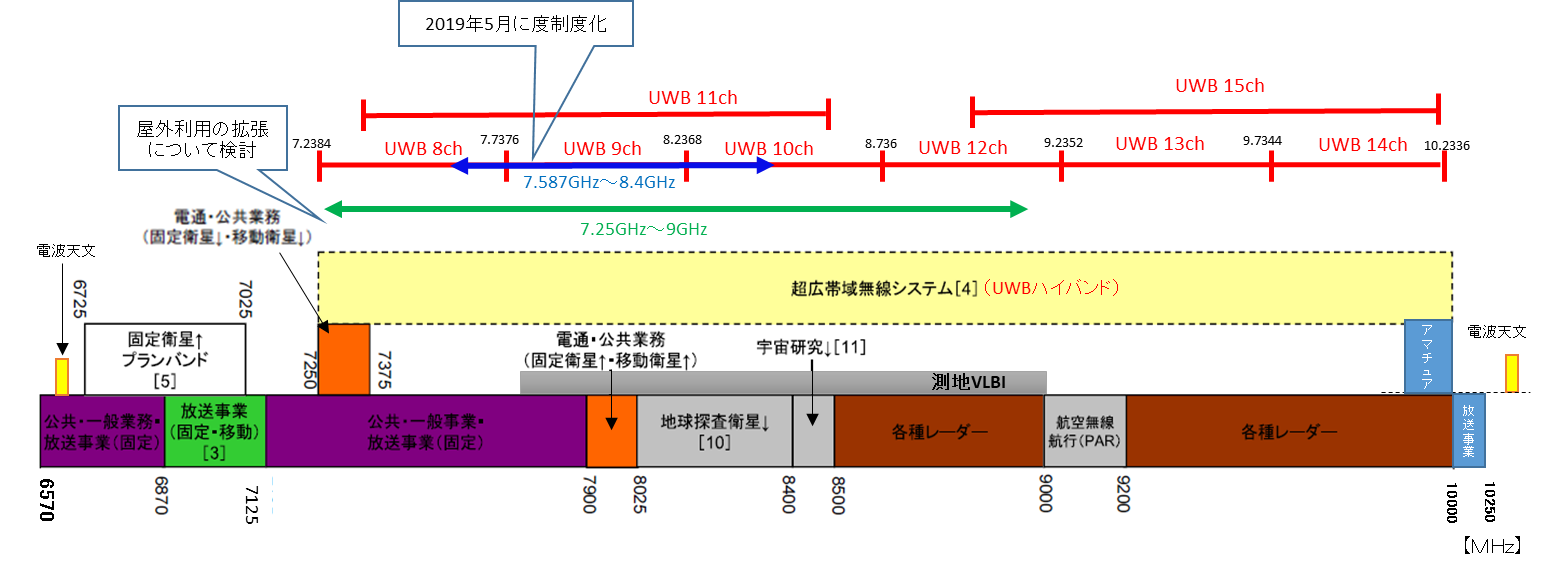 2019年5月に度制度化
UWB 11ch
UWB 15ch
屋外利用の拡張
について検討
7.2384
UWB 8ch
7.7376
UWB 9ch
8.2368
UWB 10ch
8.736
UWB 12ch
9.2352
UWB 13ch
9.7344
UWB 14ch
10.2336
7.587GHz～8.4GHz
7.25GHz～9GHz
電通・公共業務
(固定衛星↓・移動衛星↓)
電波天文
超広帯域無線システム[4] (UWBハイバンド)
6725
7025
固定衛星↑
プランバンド
[5]
7250
7375
電通・公共業務
(固定衛星↑・移動衛星↑)
宇宙研究↓[11]
アマチュア
電波天文
測地VLBI
公共・一般業務・
放送事業(固定)
放送事業
(固定・移動)
[3]
公共・一般事業・
放送事業(固定)
地球探査衛星↓
[10]
各種レーダー
航空無線
航行(PAR)
各種レーダー
放送事業
6570
6870
7125
7900
8025
8400
8500
9000
9200
10000
10250
【MHz】